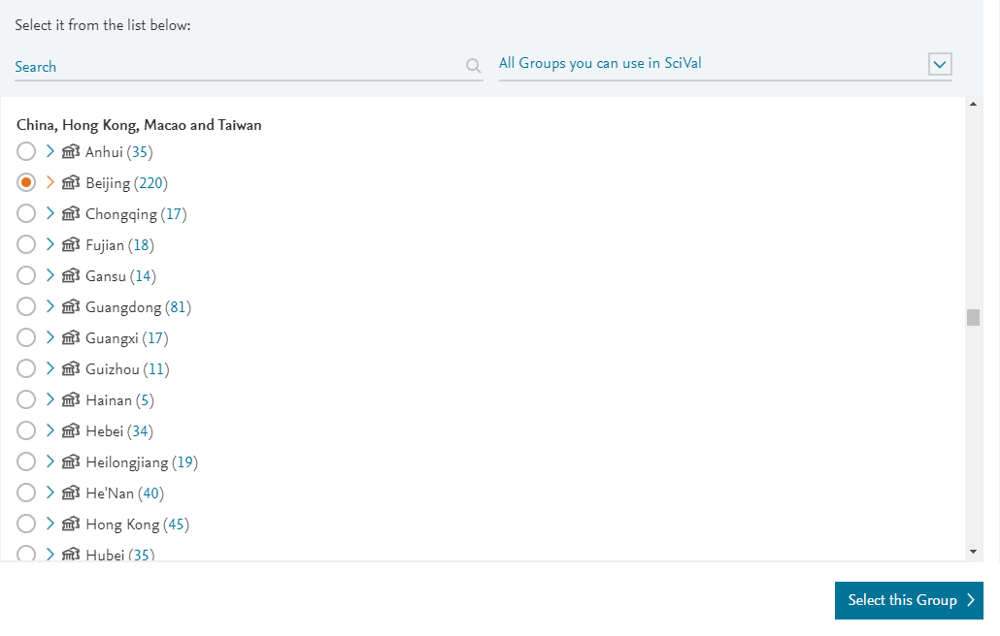 Select it from the list below:
Search
All Groups you can use in SciVal
China, Hong Kong, Macao and Taiwan
Anhui (35)
Beijing (220)
Chongqing (17)
Fujian (18)
Gansu (14)
Guangdong (81)
Guangxi (17)
Guizhou (11)
Hainan (5)
Hebei (34)
Heilongjiang (19)
He'Nan (40)
Hong Kong (45)
Hubei (35)
Select this Group